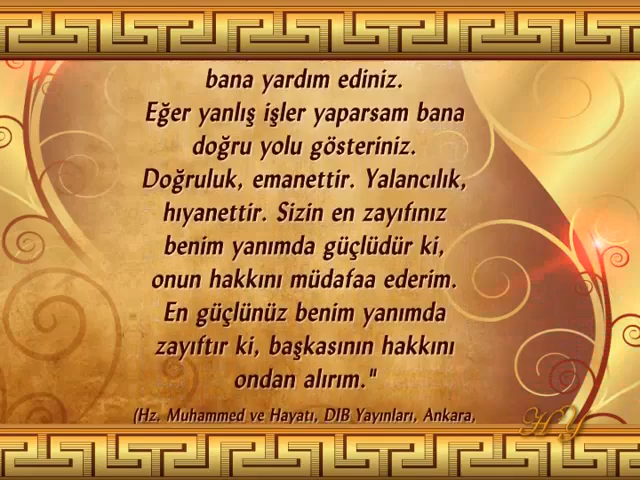 bana yardım ediniz.
Eğer yanlış işler yaparsam bana
doğru yolu gösteriniz.
Doğruluk, emanettir. Yalancılık,
hıyanettir. Sizin en zayıfınız
benim yanımda güçlüdür ki,
onun hakkını müdafaa ederim.
En güçlünüz benim yanımda
zayıftır ki, başkasının hakkını
ondan alırım."
(Hz. Muhammed ve Hayatı, DIB Yayınları, Ankara,
HY